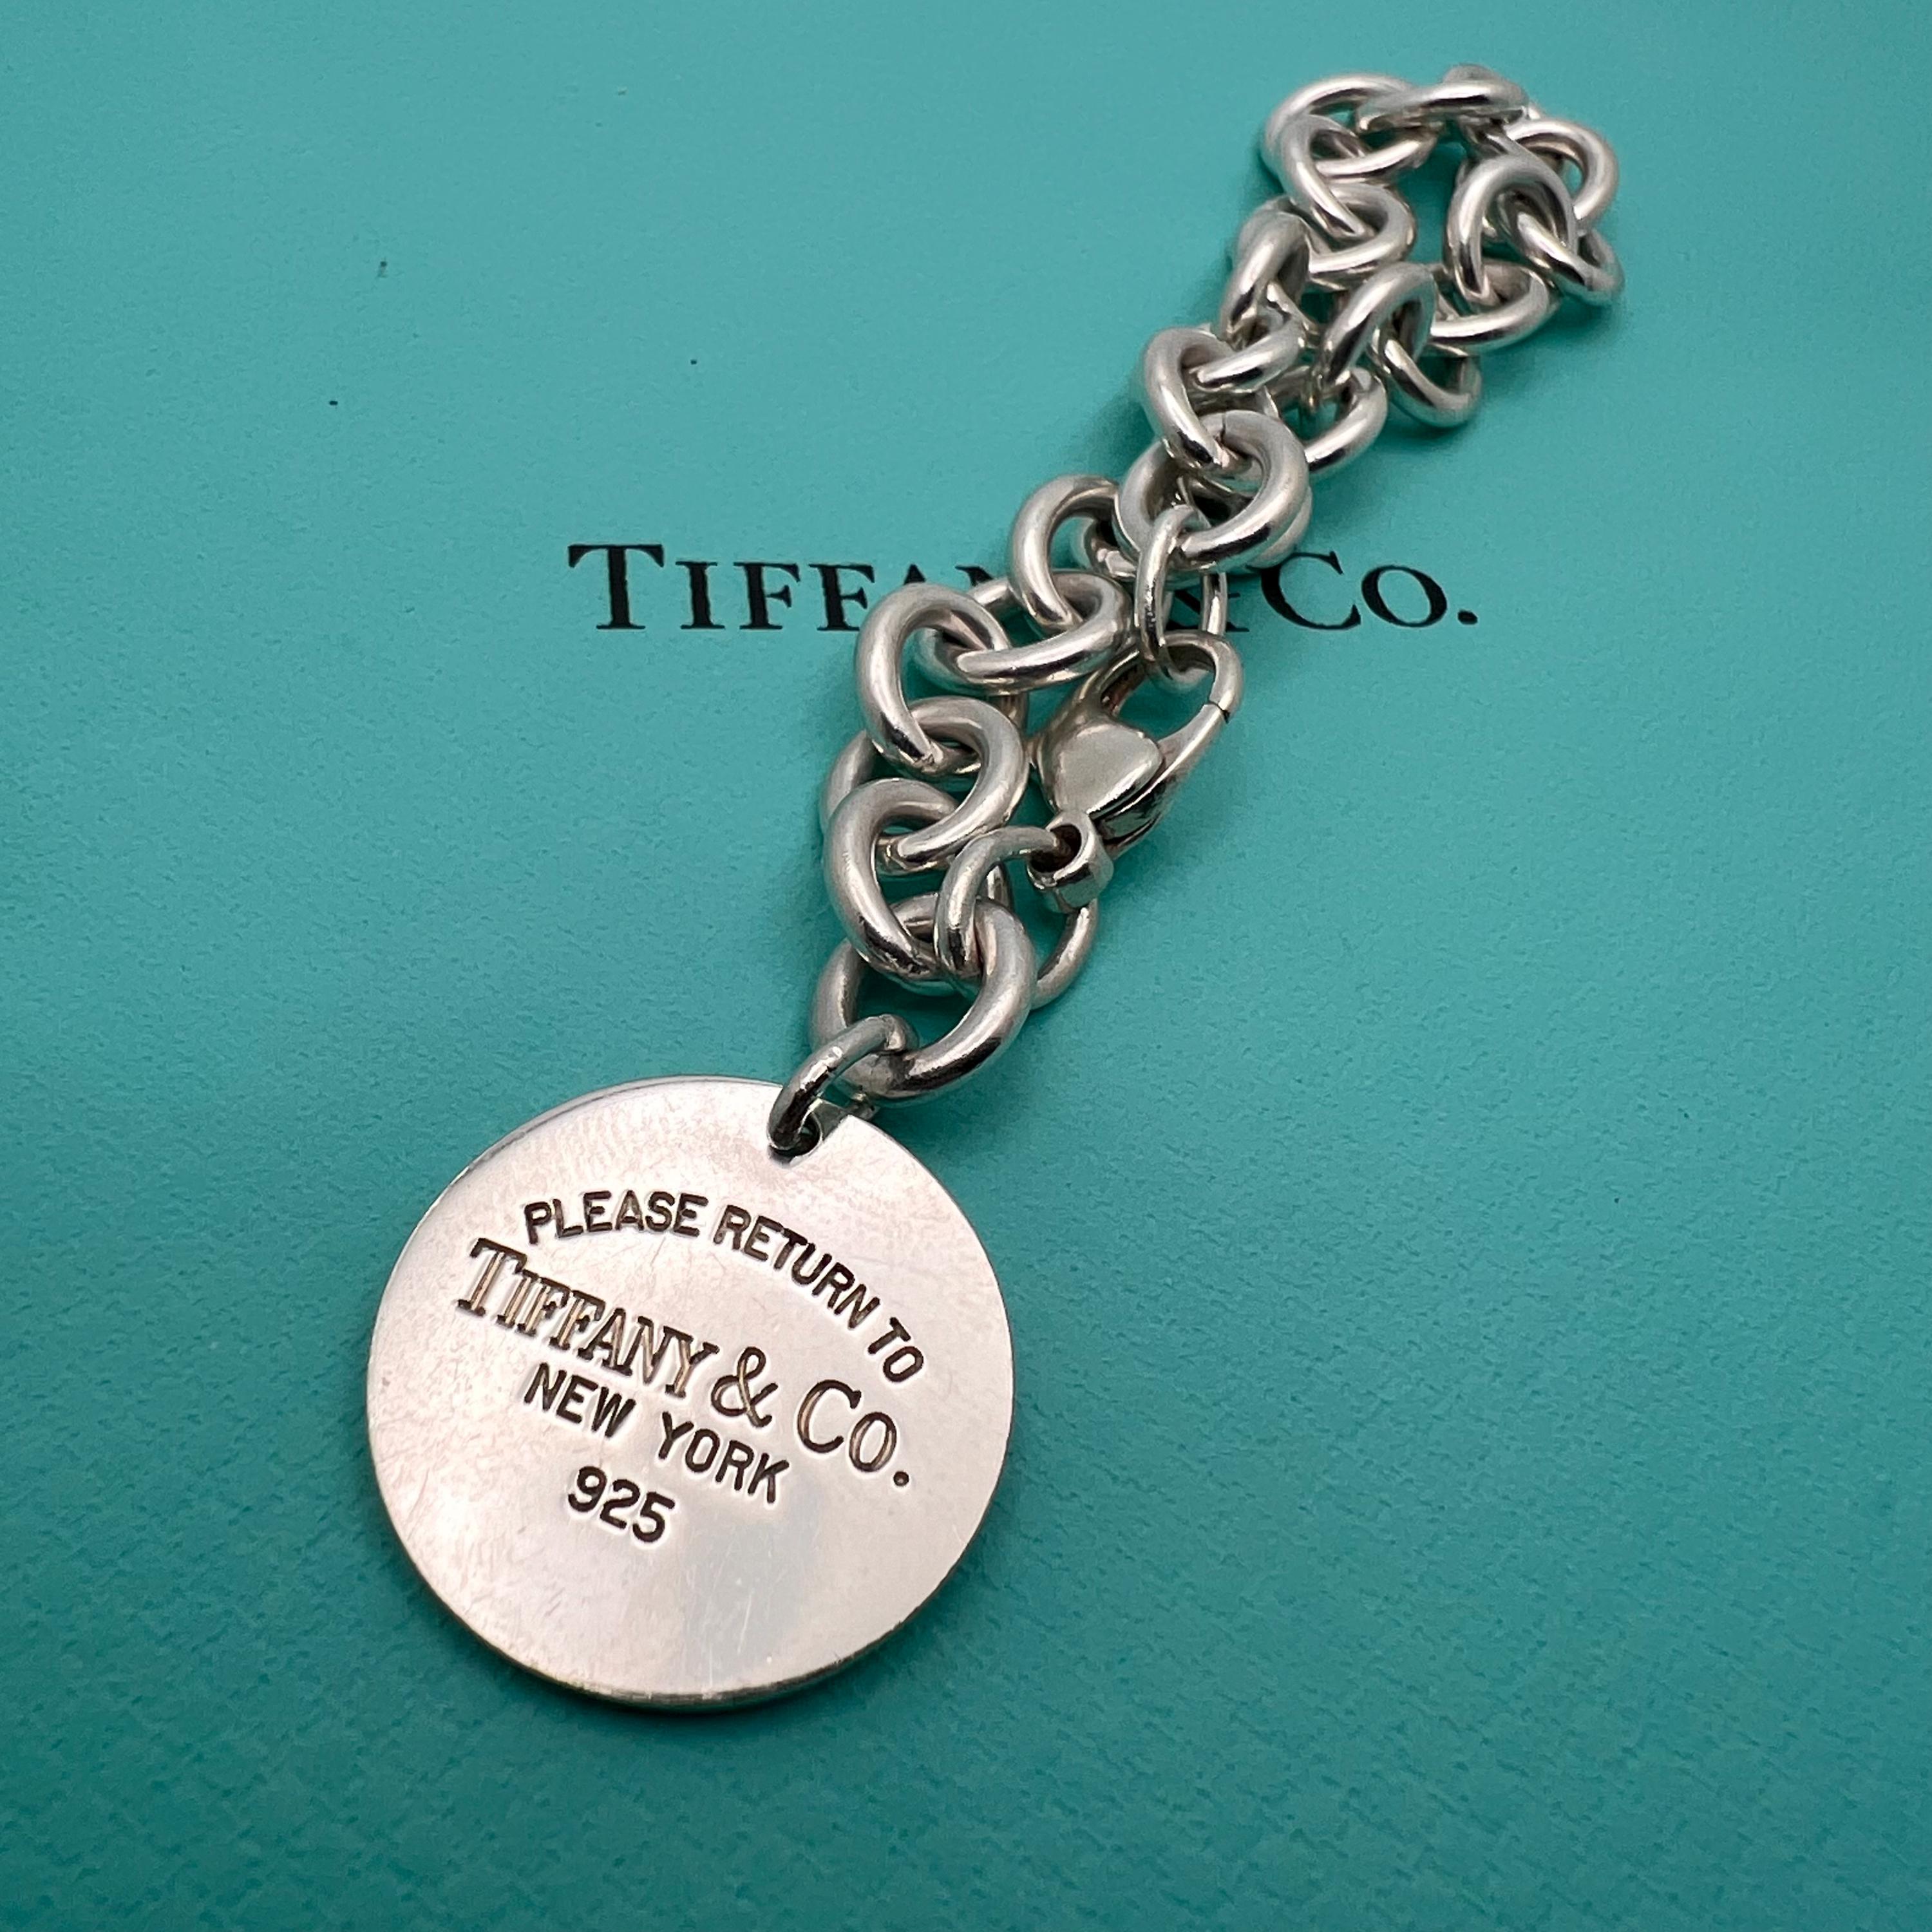 TIFFANY & CO.
PLEASE RETURN TO
TIFFANY & CO.
NEW YORK
925